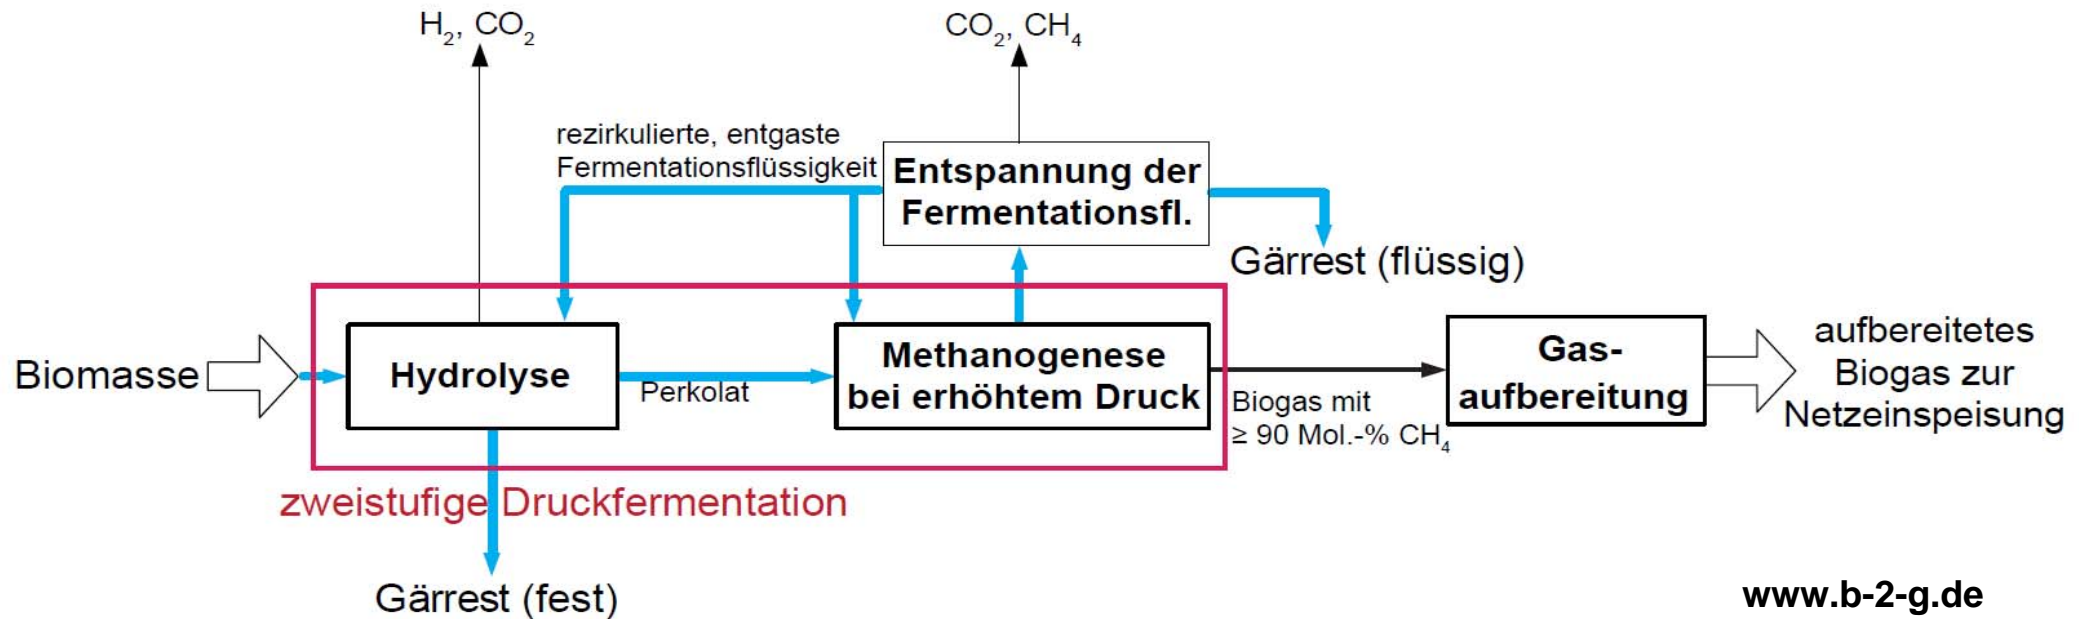 H₂, CO₂
CO₂, CH₄
rezirkulierte, entgaste
Fermentationsflüssigkeit
Entspannung der
Fermentationsfl.
Gärrest (flüssig)
Biomasse
Hydrolyse
Perkolat
Methanogenese
bei erhöhtem Druck
Biogas mit
≥ 90 Mol.-% CH₄
Gas-
aufbereitung
aufbereitetes
Biogas zur
Netzeinspeisung
zweistufige Druckfermentation
Gärrest (fest)
www.b-2-g.de